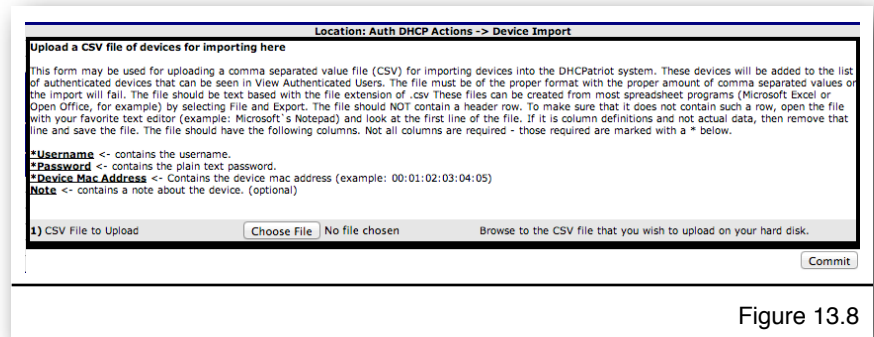 Location: Auth DHCP Actions -> Device Import
Upload a CSV file of devices for importing here
This form may be used for uploading a comma separated value file (CSV) for importing devices into the DHCPatriot system. These devices will be added to the list
of authenticated devices that can be seen in View Authenticated Users. The file must be of the proper format with the proper amount of comma separated values or
the import will fail. The file should be text based with the file extension of .csv These files can be created from most spreadsheet programs (Microsoft Excel or
Open Office, for example) by selecting File and Export. The file should NOT contain a header row. To make sure that it does not contain such a row, open the file
with your favorite text editor (example: Microsoft`s Notepad) and look at the first line of the file. If it is column definitions and not actual data, then remove that
line and save the file. The file should have the following columns. Not all columns are required - those required are marked with a * below.
*Username <- contains the username.
*Password <- contains the plain text password.
*Device Mac Address <- Contains the device mac address (example: 00:01:02:03:04:05)
Note <- contains a note about the device. (optional)
1) CSV File to Upload Choose File No file chosen Browse to the CSV file that you wish to upload on your hard disk.
Commit
Figure 13.8